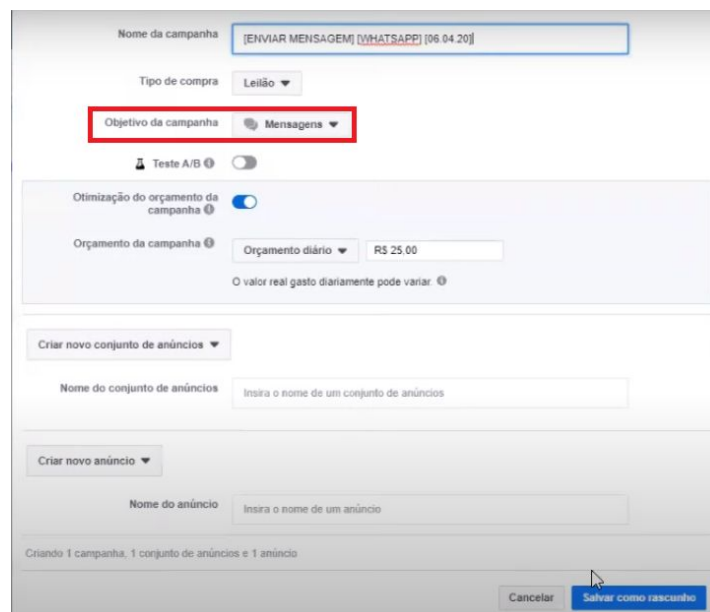 Nome da campanha
[ENVIAR MENSAGEM] [WHATSAPP] [06.04.20]
Tipo de compra
Leilão
Objetivo da campanha
Mensagens
Teste A/B
Otimização do orçamento da
campanha
Orçamento da campanha
Orçamento diário
R$ 25.00
O valor real gasto diariamente pode variar.
Criar novo conjunto de anúncios
Nome do conjunto de anúncios
Insira o nome de um conjunto de anúncios
Criar novo anúncio
Nome do anúncio
Insira o nome de um anúncio
Criando 1 campanha, 1 conjunto de anúncios e 1 anúncio
Cancelar
Salvar como rascunho